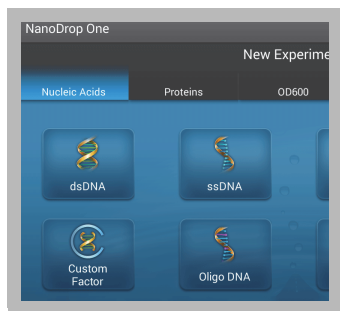 NanoDrop One
New Experime
Nucleic Acids
Proteins
OD600
dsDNA
ssDNA
Custom
Factor
Oligo DNA